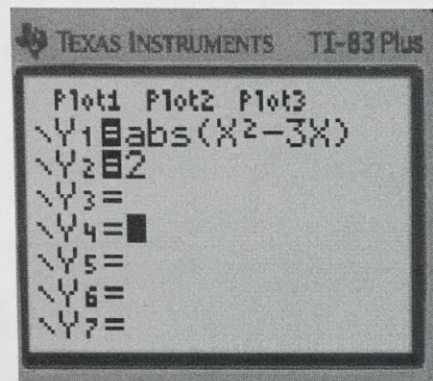 TEXAS INSTRUMENTS TI-83 Plus
Plot1 Plot2 Plot3
\Y₁=abs(X²-3X)
\Y₂=2
\Y₃=
\Y₄=
\Y₅=
\Y₆=
\Y₇=